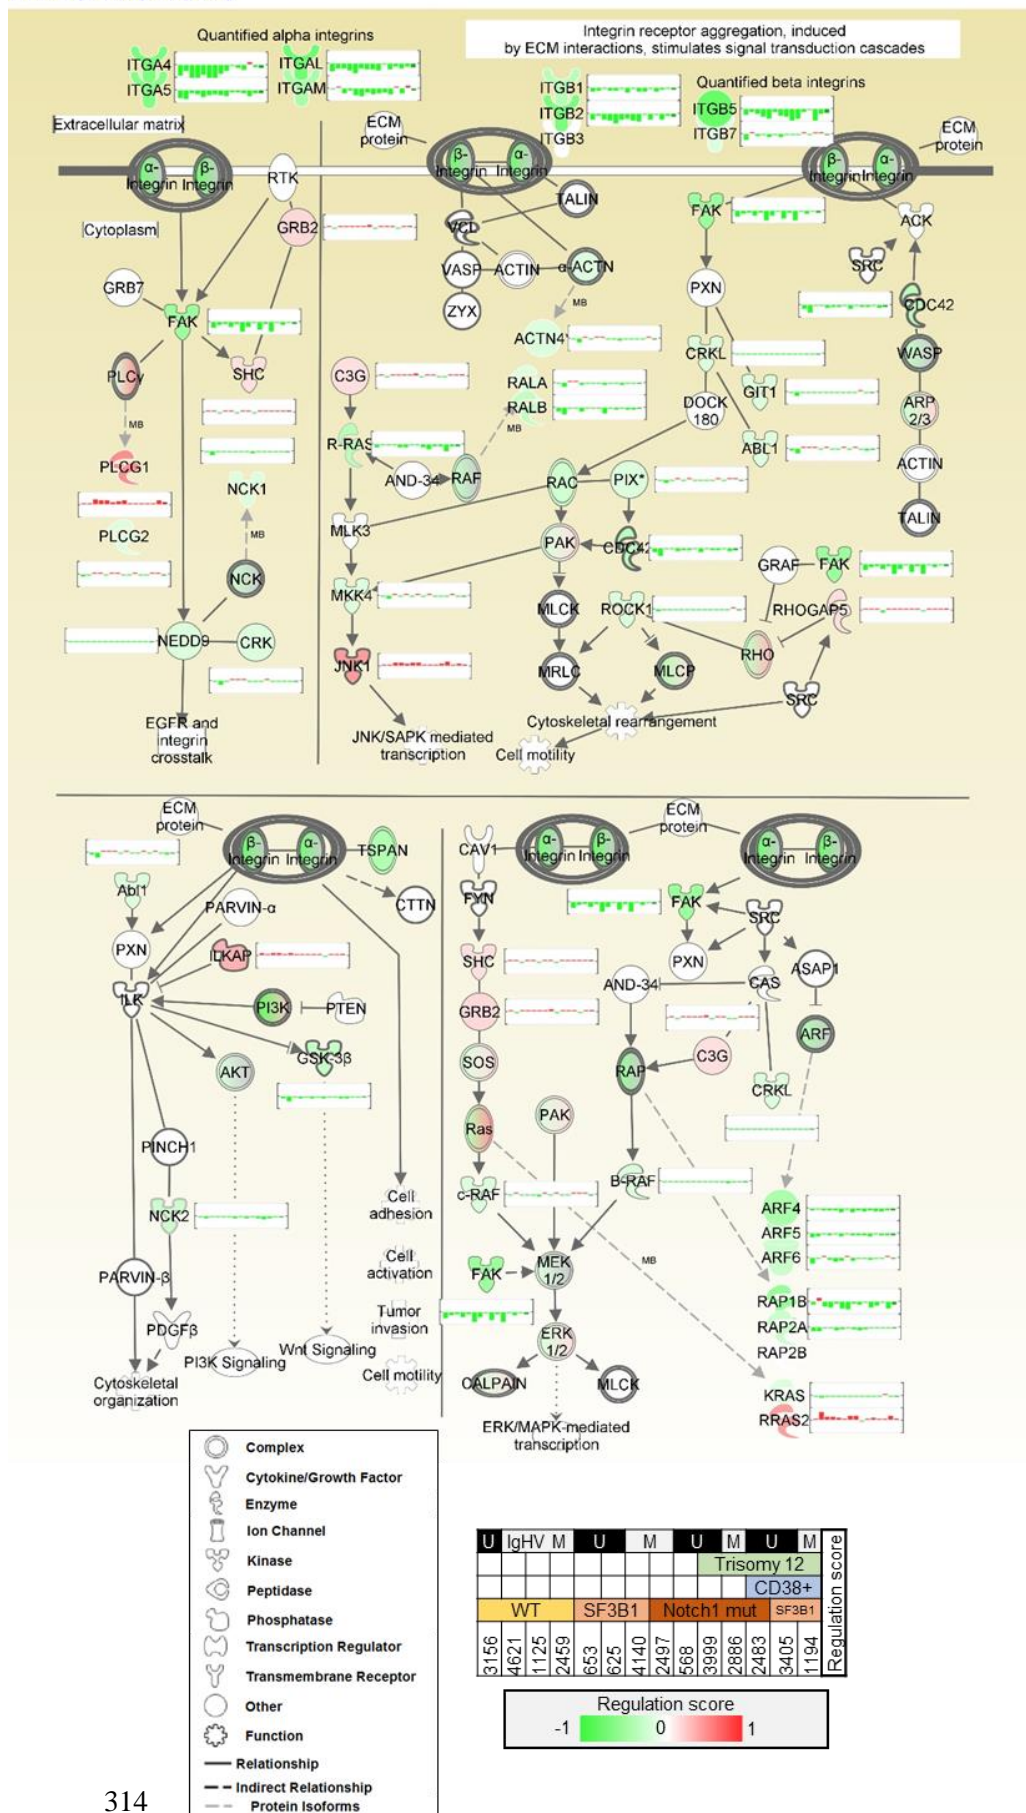 Quantified alpha integrins
Integrin receptor aggregation, induced
by ECM interactions, stimulates signal transduction cascades
ITGA4
ITGA5
ITGAL
ITGAM
ITGB1
ITGB2
ITGB3
Quantified beta integrins
ITGB5
ITGB7
Extracellular matrix
ECM
protein
ECM
protein
α-
Integrin
β-
Integrin
RTK
β-
Integrin
α-
Integrin
β-
Integrin
α-
Integrin
TALIN
FAK
ACK
Cytoplasm
GRB2
VCL
SRC
VASP
ACTIN
α-ACTN
GRB7
PXN
CDC42
ZYX
MB
FAK
ACTN4*
CRKL
WASP
PLCγ
SHC
C3G
RALA
RALB
GIT1
DOCK
180
ARP
2/3
MB
R-RAS
MB
ABL1
PLCG1
AND-34
RAF
RAC
PIX*
ACTIN
NCK1
PLCG2
MLK3
TALIN
MB
PAK
CDC42
GRAF
FAK
NCK
MKK4
MLCK
ROCK1
RHOGAP5
NEDD9
CRK
JNK1
MRLC
MLCP
RHO
SRC
EGFR and
integrin
crosstalk
JNK/SAPK mediated
transcription
Cytoskeletal rearrangement
Cell motility
ECM
protein
ECM
protein
β-
Integrin
α-
Integrin
TSPAN
CAV1
α-
Integrin
β-
Integrin
α-
Integrin
β-
Integrin
Abl1
PARVIN-α
CTTN
FYN
FAK
SRC
PXN
ILKAP
SHC
PXN
ASAP1
ILK
PI3K
PTEN
AND-34
CAS
GRB2
ARF
AKT
GSK-3β
SOS
RAP
C3G
CRKL
PINCH1
Ras
PAK
NCK2
Cell
adhesion
c-RAF
B-RAF
ARF4
ARF5
ARF6
PARVIN-β
Cell
activation
FAK
MEK
1/2
MB
RAP1B
RAP2A
RAP2B
PDGFβ
Tumor
invasion
PI3K Signaling
Wnt Signaling
ERK
1/2
Cell motility
CALPAIN
MLCK
KRAS
RRAS2
Cytoskeletal
organization
ERK/MAPK-mediated
transcription
Complex
Cytokine/Growth Factor
Enzyme
Ion Channel
Kinase
Peptidase
Phosphatase
Transcription Regulator
Transmembrane Receptor
Other
Function
Relationship
Indirect Relationship
Protein Isoforms
U IgHV M U M U M U M
Trisomy 12
CD38+
WT SF3B1 Notch1 mut SF3B1
3156 4621 1125 2459 653 625 4140 2497 568 3999 2886 2483 3405 1194
Regulation score
Regulation score
-1 0 1
314